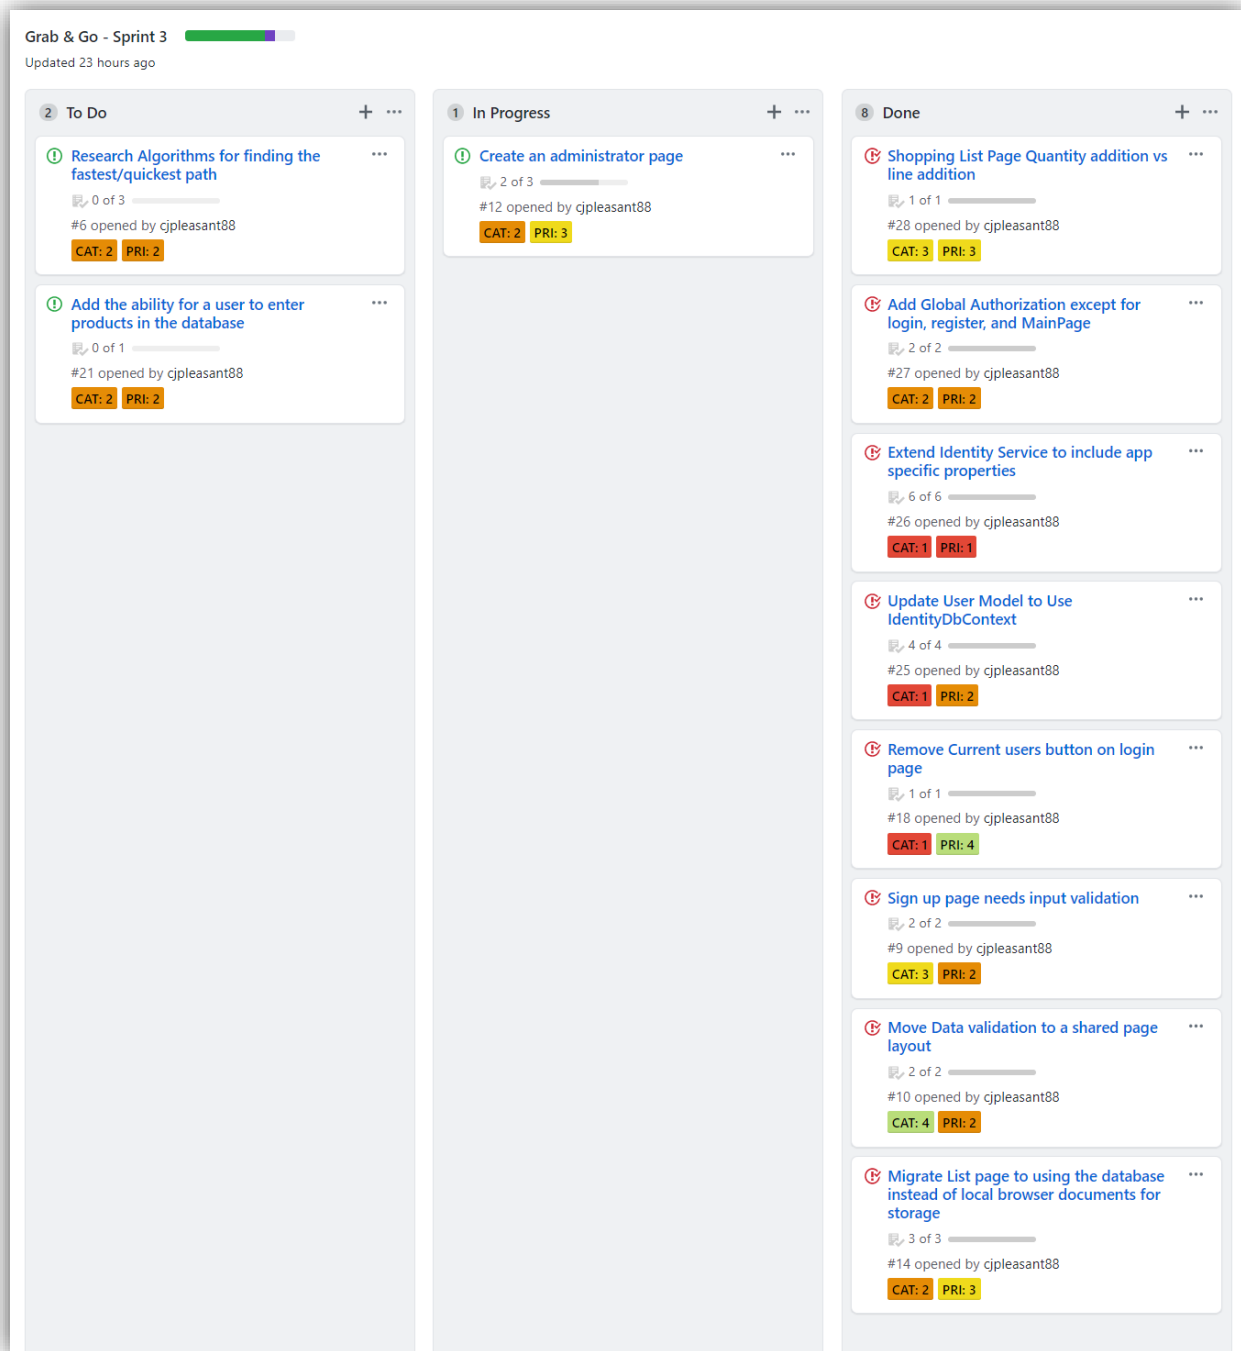 Grab & Go - Sprint 3
Updated 23 hours ago
2 To Do
Research Algorithms for finding the
fastest/quickest path
0 of 3
#6 opened by cjpleasant88
CAT: 2 PRI: 2
Add the ability for a user to enter
products in the database
0 of 1
#21 opened by cjpleasant88
CAT: 2 PRI: 2
1 In Progress
Create an administrator page
2 of 3
#12 opened by cjpleasant88
CAT: 2 PRI: 3
8 Done
Shopping List Page Quantity addition vs
line addition
1 of 1
#28 opened by cjpleasant88
CAT: 3 PRI: 3
Add Global Authorization except for
login, register, and MainPage
2 of 2
#27 opened by cjpleasant88
CAT: 2 PRI: 2
Extend Identity Service to include app
specific properties
6 of 6
#26 opened by cjpleasant88
CAT: 1 PRI: 1
Update User Model to Use
IdentityDbContext
4 of 4
#25 opened by cjpleasant88
CAT: 1 PRI: 2
Remove Current users button on login
page
1 of 1
#18 opened by cjpleasant88
CAT: 1 PRI: 4
Sign up page needs input validation
2 of 2
#9 opened by cjpleasant88
CAT: 3 PRI: 2
Move Data validation to a shared page
layout
2 of 2
#10 opened by cjpleasant88
CAT: 4 PRI: 2
Migrate List page to using the database
instead of local browser documents for
storage
3 of 3
#14 opened by cjpleasant88
CAT: 2 PRI: 3